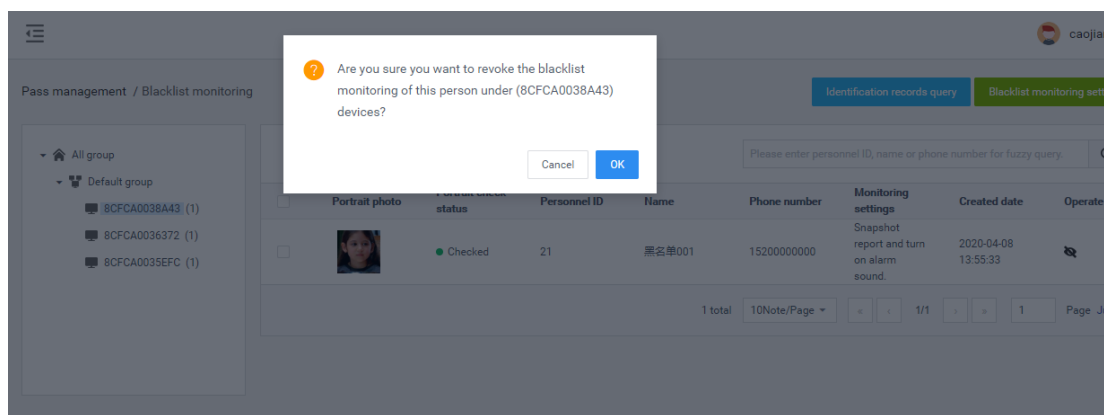 caojian
Are you sure you want to revoke the blacklist
monitoring of this person under (8CFCA0038A43)
devices?
Cancel
OK
Pass management / Blacklist monitoring
Identification records query
Blacklist monitoring sett
All group
Default group
8CFCA0038A43 (1)
8CFCA0036372 (1)
8CFCA0035EFC (1)
Please enter personnel ID, name or phone number for fuzzy query.
Portrait photo
status
Personnel ID
Name
Phone number
Monitoring
settings
Created date
Operate
Checked
21
黑名单001
15200000000
Snapshot
report and turn
on alarm
sound.
2020-04-08
13:55:33
1 total
10Note/Page
1/1
1
Page